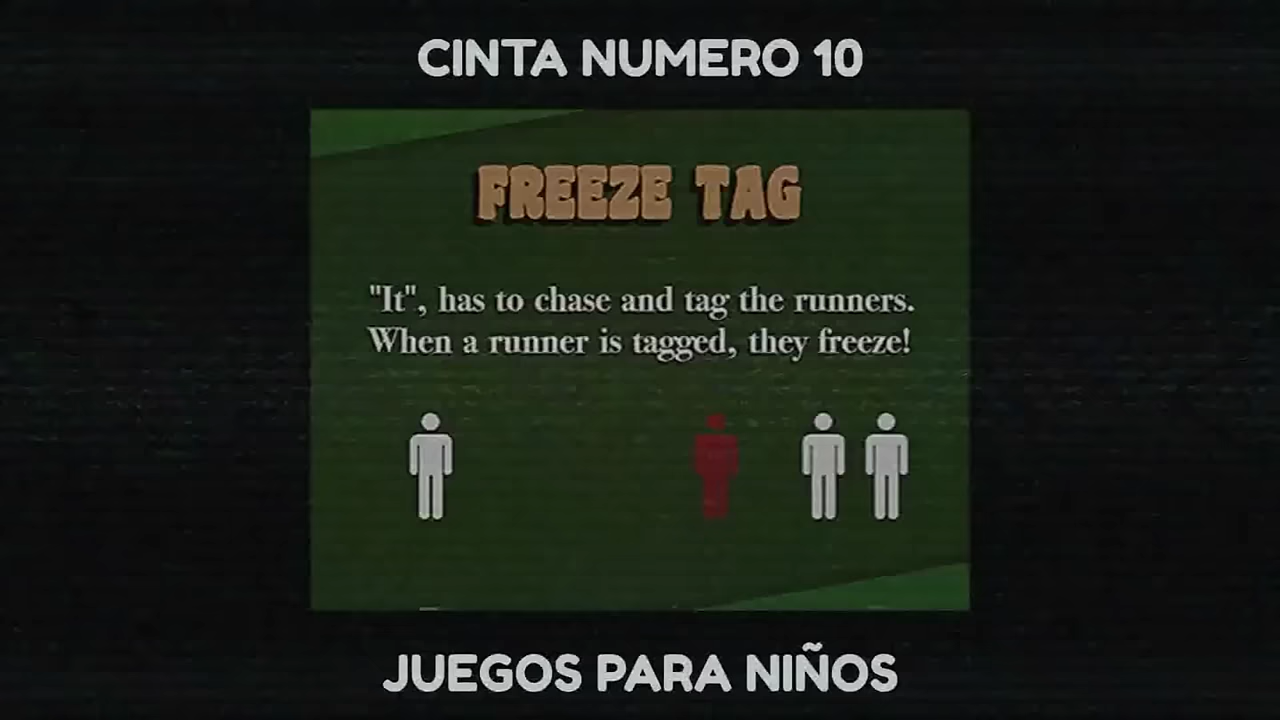 CINTA NUMERO 10
FREEZE TAG
"It", has to chase and tag the runners.
When a runner is tagged, they freeze!
JUEGOS PARA NIÑOS